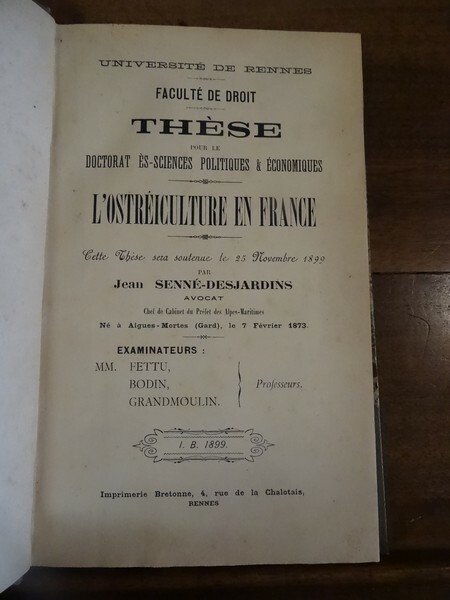 UNIVERSITÉ DE RENNES
FACULTÉ DE DROIT
THÈSE
POUR LE
DOCTORAT ÈS-SCIENCES POLITIQUES & ÉCONOMIQUES
L'OSTRÉICULTURE EN FRANCE
Cette Thèse sera soutenue le 25 Novembre 1899
PAR
Jean SENNÉ-DESJARDINS
AVOCAT
Chef de Cabinet du Préfet des Alpes-Maritimes
Né à Aigues-Mortes (Gard), le 7 Février 1873.
EXAMINATEURS :
MM. FETTU,
BODIN,
GRANDMOULIN.
Professeurs.
I. B. 1899.
Imprimerie Bretonne, 4, rue de la Chalotais,
RENNES